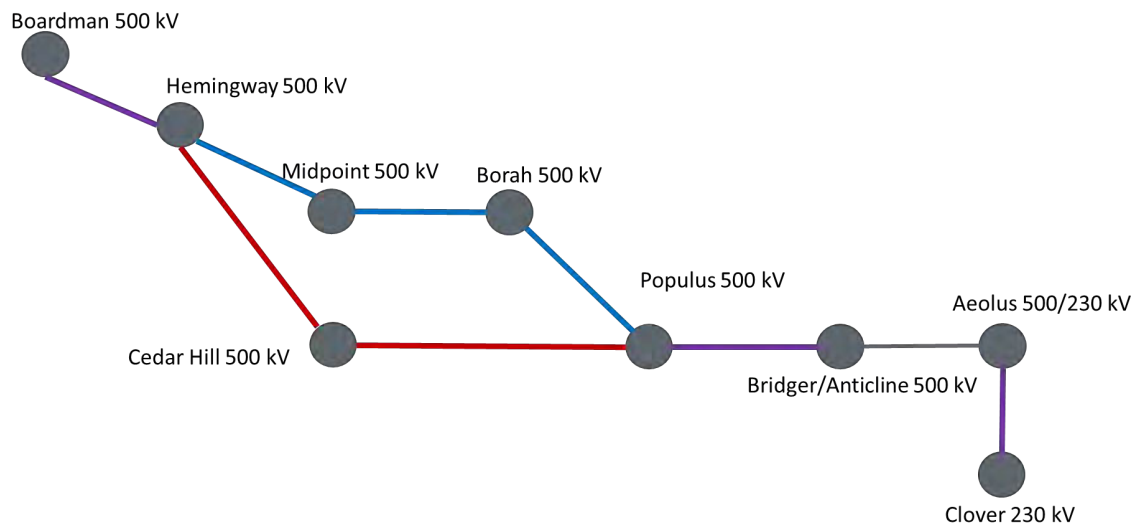 Boardman 500 kV
Hemingway 500 kV
Midpoint 500 kV
Borah 500 kV
Populus 500 kV
Aeolus 500/230 kV
Cedar Hill 500 kV
Bridger/Anticline 500 kV
Clover 230 kV